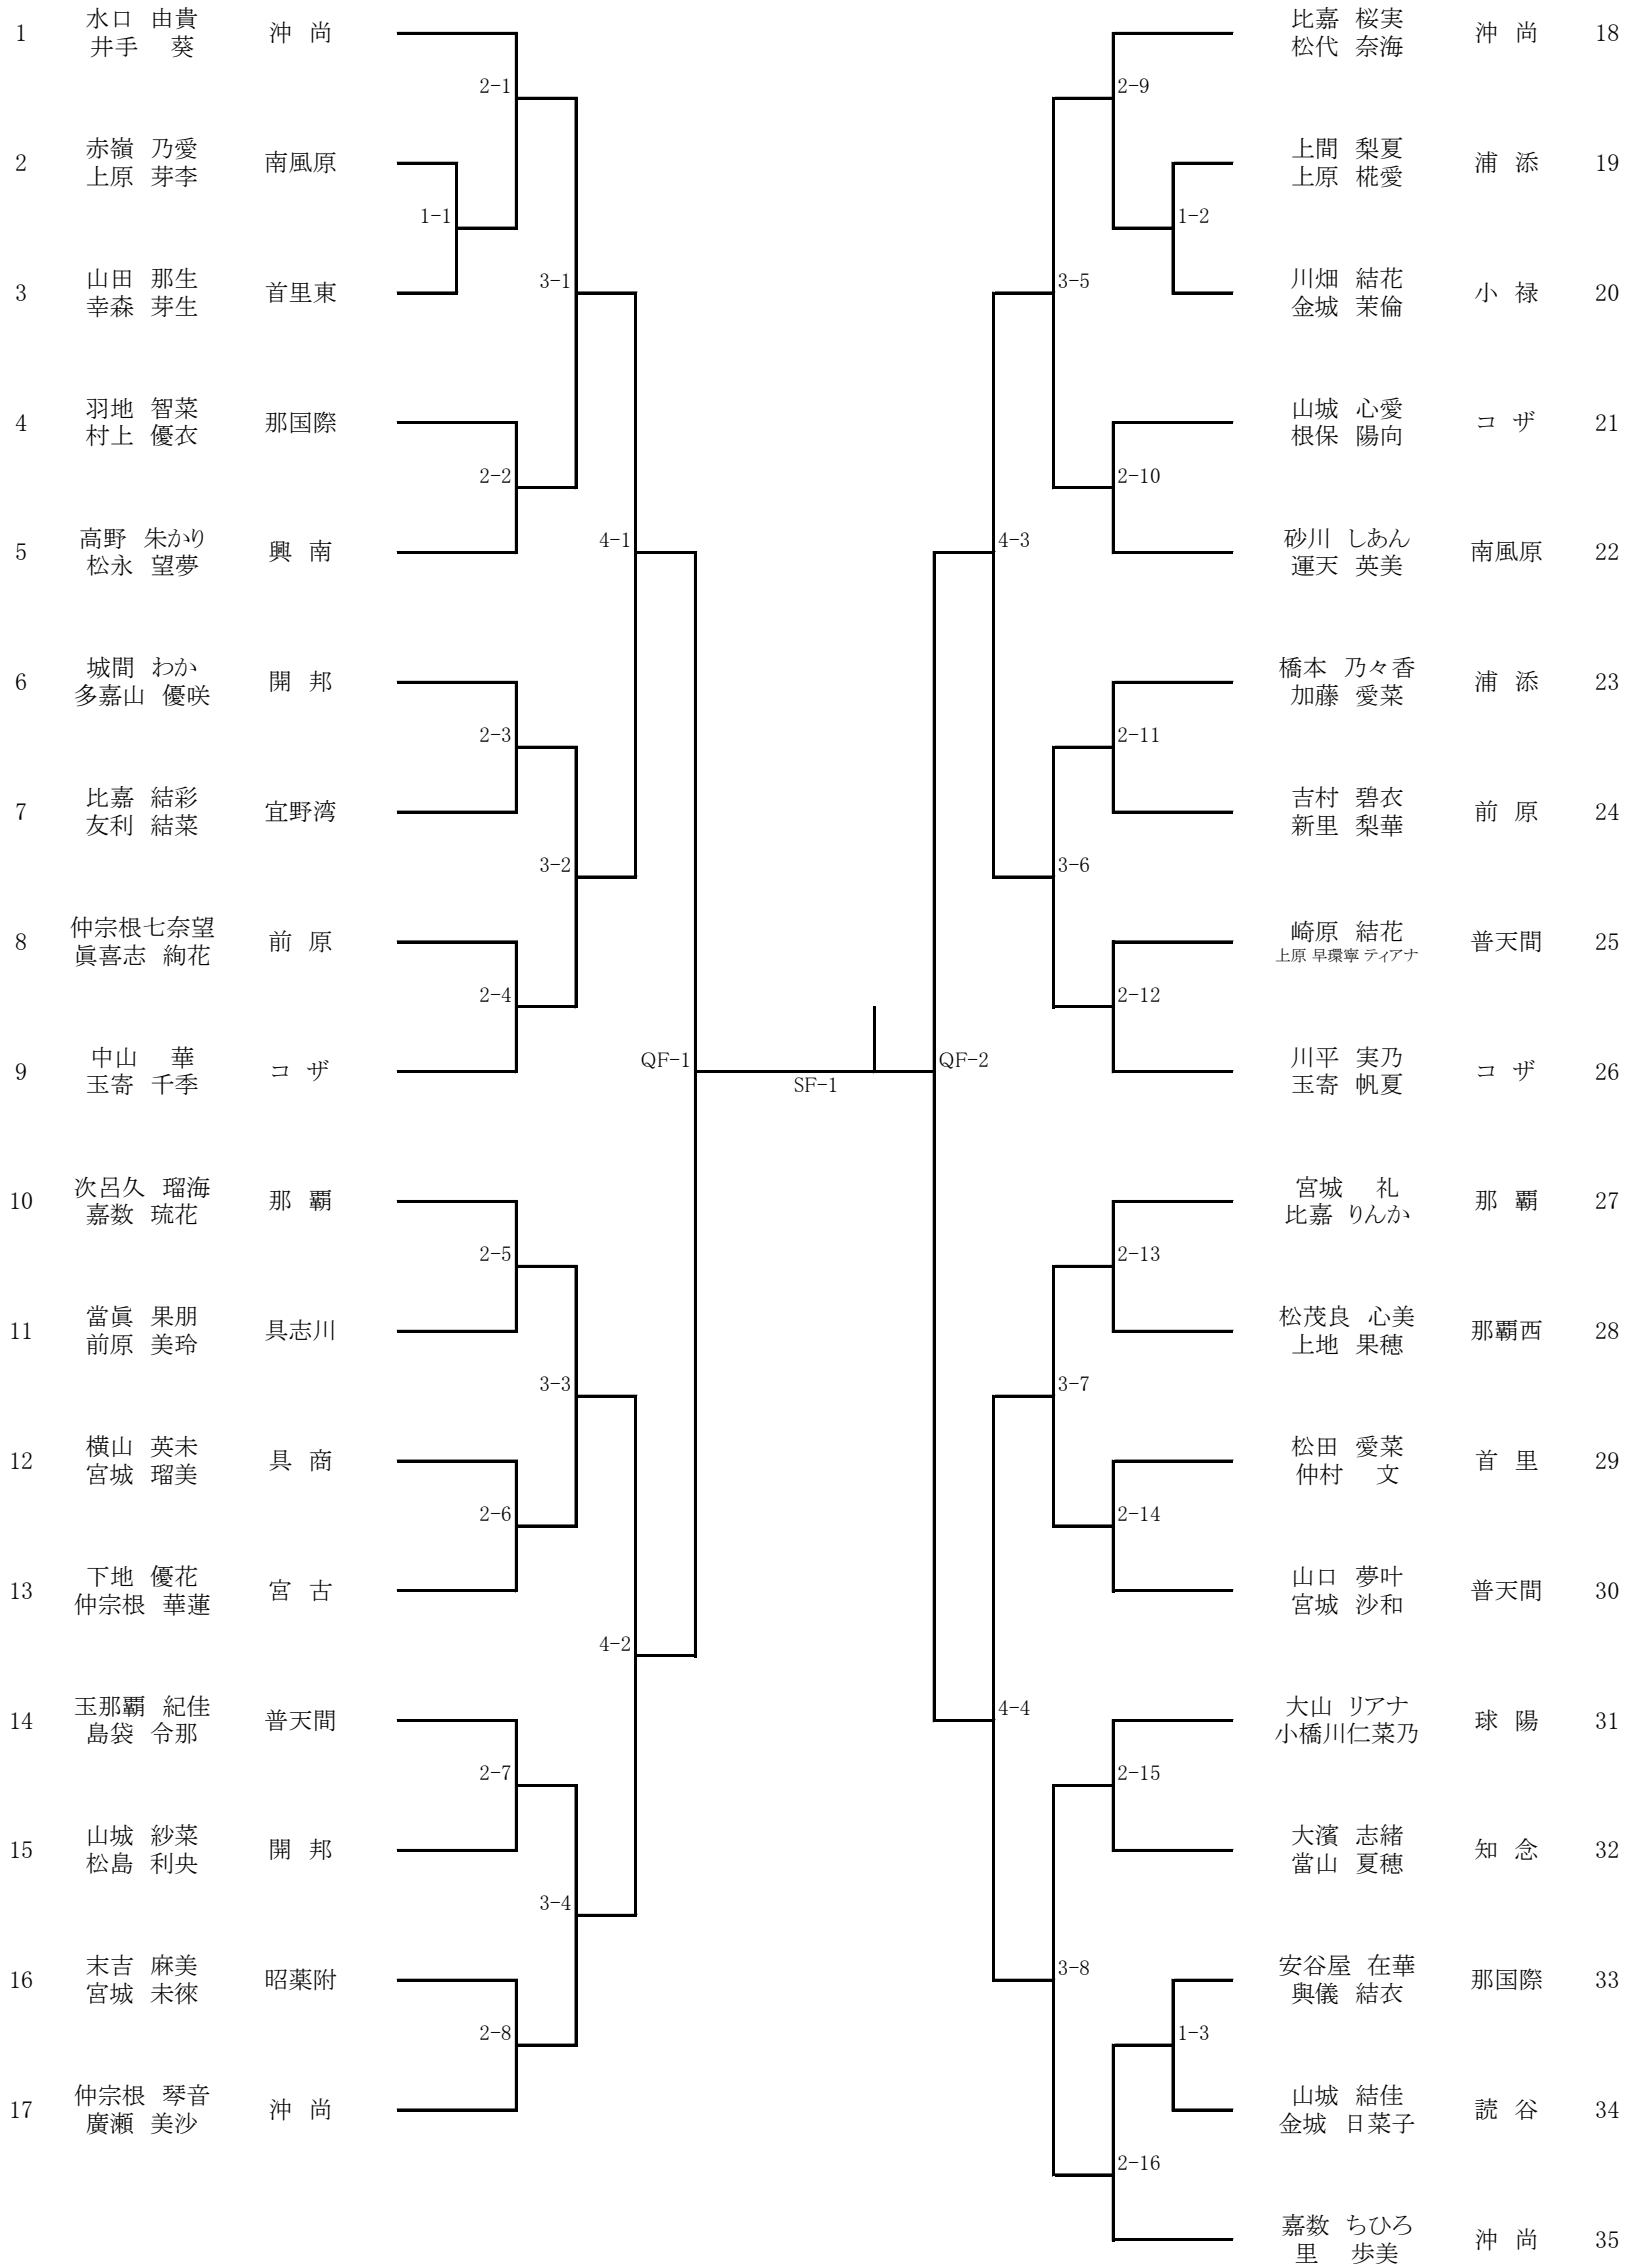 1 水口 由貴 井手 葵 沖 尚
2-1
2 赤嶺 乃愛 上原 芽李 南風原
1-1
3 山田 那生 幸森 芽生 首里東
3-1
4 羽地 智菜 村上 優衣 那国際
2-2
5 高野 朱かり 松永 望夢 興 南
4-1
6 城間 わか 多嘉山 優咲 開 邦
2-3
7 比嘉 結彩 友利 結菜 宜野湾
3-2
8 仲宗根七奈望 眞喜志 絢花 前 原
2-4
9 中山 華 玉寄 千季 コ ザ
QF-1
10 次呂久 瑠海 嘉数 琉花 那 覇
2-5
11 當眞 果朋 前原 美玲 具志川
3-3
12 横山 英未 宮城 瑠美 具 商
2-6
13 下地 優花 仲宗根 華蓮 宮 古
4-2
14 玉那覇 紀佳 島袋 令那 普天間
2-7
15 山城 紗菜 松島 利央 開 邦
3-4
16 末吉 麻美 宮城 未徠 昭薬附
2-8
17 仲宗根 琴音 廣瀬 美沙 沖 尚
SF-1
比嘉 桜実 松代 奈海 沖 尚 18
2-9
上間 梨夏 上原 椛愛 浦 添 19
1-2
川畑 結花 金城 茉倫 小 禄 20
3-5
山城 心愛 根保 陽向 コ ザ 21
2-10
砂川 しあん 運天 英美 南風原 22
4-3
橋本 乃々香 加藤 愛菜 浦 添 23
2-11
吉村 碧衣 新里 梨華 前 原 24
3-6
崎原 結花 上原 早環寧 ティアナ 普天間 25
2-12
川平 実乃 玉寄 帆夏 コ ザ 26
QF-2
宮城 礼 比嘉 りんか 那 覇 27
2-13
松茂良 心美 上地 果穂 那覇西 28
3-7
松田 愛菜 仲村 文 首 里 29
2-14
山口 夢叶 宮城 沙和 普天間 30
4-4
大山 リアナ 小橋川仁菜乃 球 陽 31
2-15
大濱 志緒 當山 夏穂 知 念 32
3-8
安谷屋 在華 與儀 結衣 那国際 33
1-3
山城 結佳 金城 日菜子 読 谷 34
2-16
嘉数 ちひろ 里 歩美 沖 尚 35